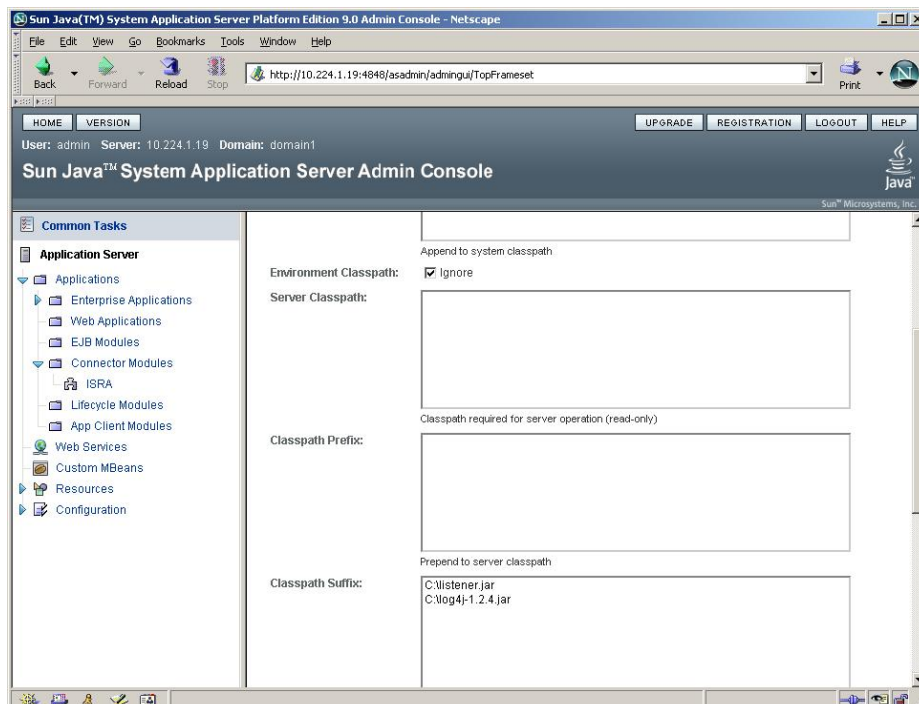 Sun Java(TM) System Application Server Platform Edition 9.0 Admin Console - Netscape
File Edit View Go Bookmarks Tools Window Help
Back Forward Reload Stop http://10.224.1.19:4848/asadmin/admingui/TopFrameset Print N
HOME VERSION UPGRADE REGISTRATION LOGOUT HELP
User: admin Server: 10.224.1.19 Domain: domain1
Sun Java™ System Application Server Admin Console
Java™
Sun™ Microsystems, Inc.
Common Tasks
Application Server
Applications
Enterprise Applications
Web Applications
EJB Modules
Connector Modules
ISRA
Lifecycle Modules
App Client Modules
Web Services
Custom MBeans
Resources
Configuration
Append to system classpath
Environment Classpath: Ignore
Server Classpath:
Classpath required for server operation (read-only)
Classpath Prefix:
Prepend to server classpath
Classpath Suffix:
C:\listener.jar
C:\log4j-1.2.4.jar